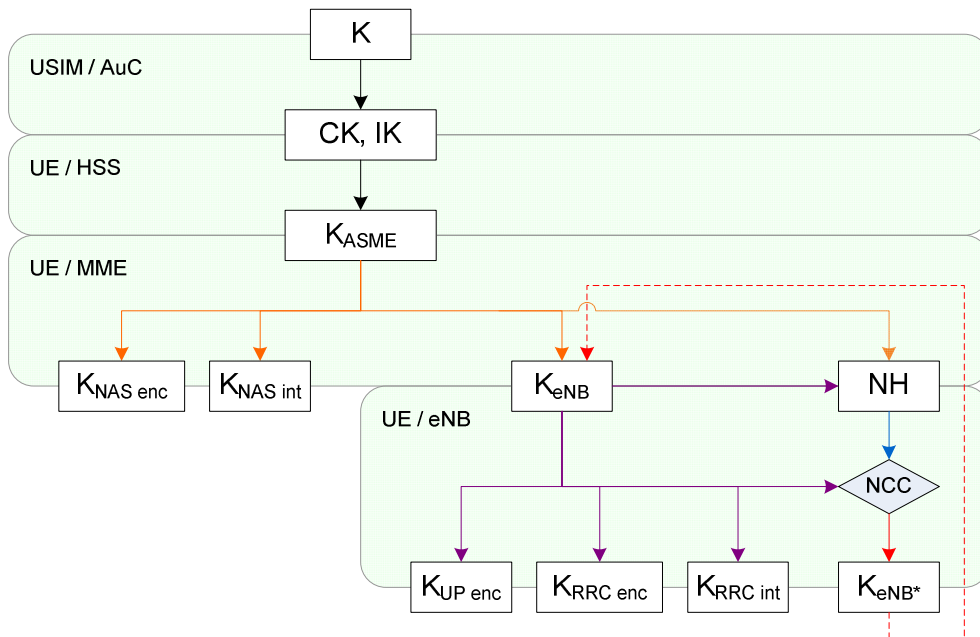 K
USIM / AuC
CK, IK
UE / HSS
KASME
UE / MME
KNAS enc
KNAS int
KeNB
NH
UE / eNB
NCC
KUP enc
KRRC enc
KRRC int
KeNB*